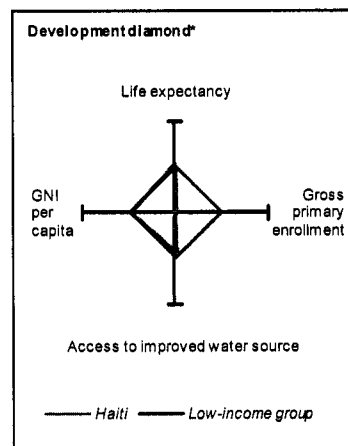 Development diamond*
Life expectancy
GNI
per
capita
Gross
primary
enrollment
Access to improved water source
Haiti
Low-income group